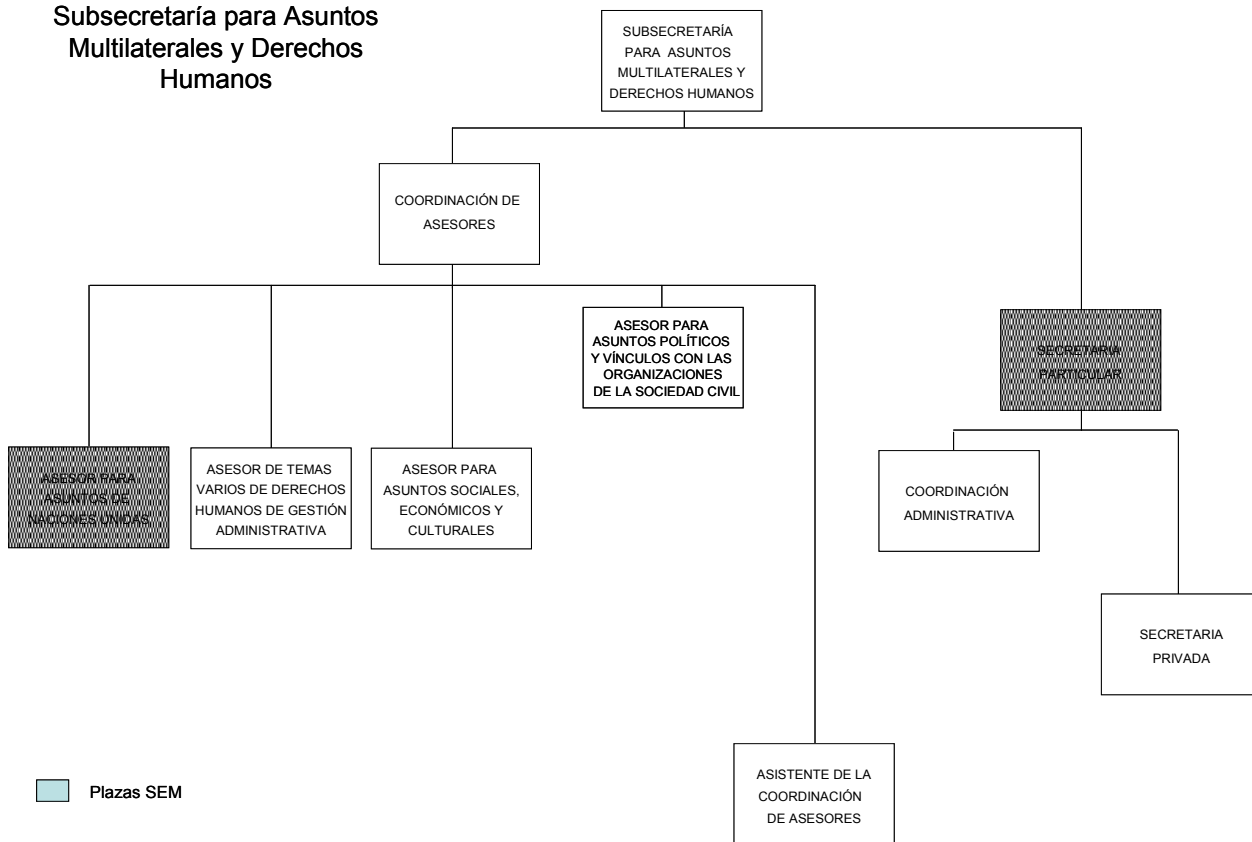 Subsecretaría para Asuntos
Multilaterales y Derechos
Humanos
SUBSECRETARÍA
PARA ASUNTOS
MULTILATERALES Y
DERECHOS HUMANOS
COORDINACIÓN DE
ASESORES
ASESOR PARA
ASUNTOS POLÍTICOS
Y VÍNCULOS CON LAS
ORGANIZACIONES
DE LA SOCIEDAD CIVIL
SECRETARIA
PARTICULAR
ASESOR PARA
ASUNTOS DE
NACIONES UNIDAS
ASESOR DE TEMAS
VARIOS DE DERECHOS
HUMANOS DE GESTIÓN
ADMINISTRATIVA
ASESOR PARA
ASUNTOS SOCIALES,
ECONÓMICOS Y
CULTURALES
COORDINACIÓN
ADMINISTRATIVA
SECRETARIA
PRIVADA
ASISTENTE DE LA
COORDINACIÓN
DE ASESORES
Plazas SEM